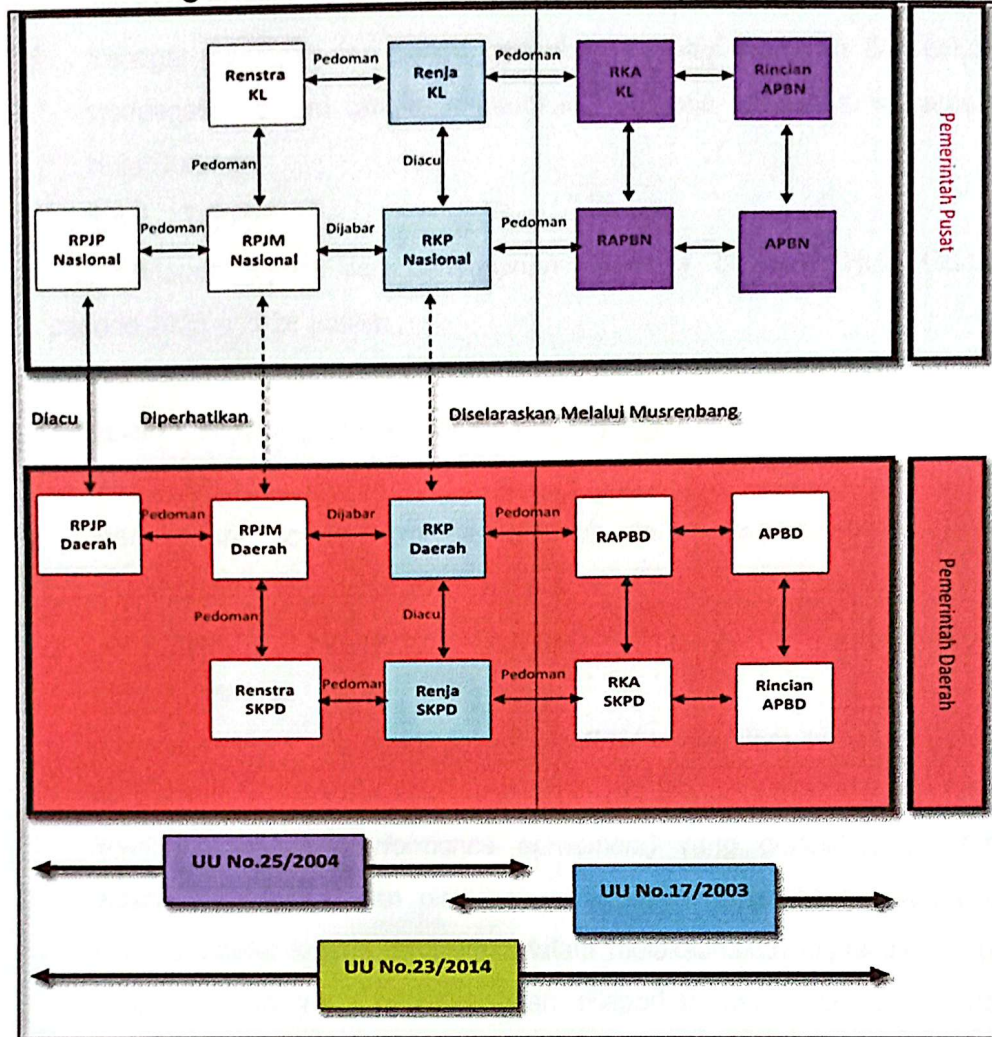 Pedoman
Pedoman
Renstra
KL
Renja
KL
RKA
KL
Rincian
APBN
Pedoman
Diacu
Pemerintah Pusat
Pedoman
Dijabar
Pedoman
RPJP
Nasional
RPJM
Nasional
RKP
Nasional
RAPBN
APBN
Diacu
Diperhatikan
Diselaraskan Melalui Musrenbang
Pedoman
Dijabar
Pedoman
RPJP
Daerah
RPJM
Daerah
RKP
Daerah
RAPBD
APBD
Pedoman
Diacu
Pemerintah Daerah
Pedoman
Pedoman
Renstra
SKPD
Renja
SKPD
RKA
SKPD
Rincian
APBD
UU No.25/2004
UU No.17/2003
UU No.23/2014